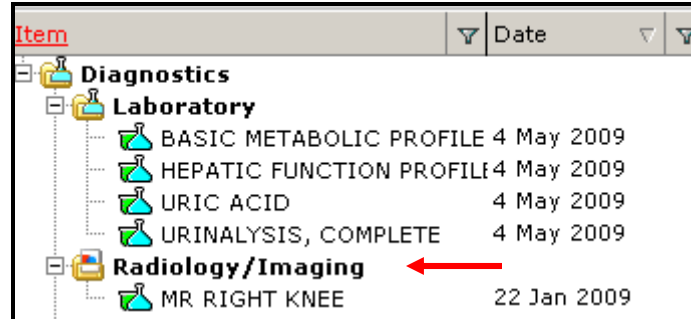 Item Date
Diagnostics
Laboratory
BASIC METABOLIC PROFILE 4 May 2009
HEPATIC FUNCTION PROFIL 4 May 2009
URIC ACID 4 May 2009
URINALYSIS, COMPLETE 4 May 2009
Radiology/Imaging
MR RIGHT KNEE 22 Jan 2009